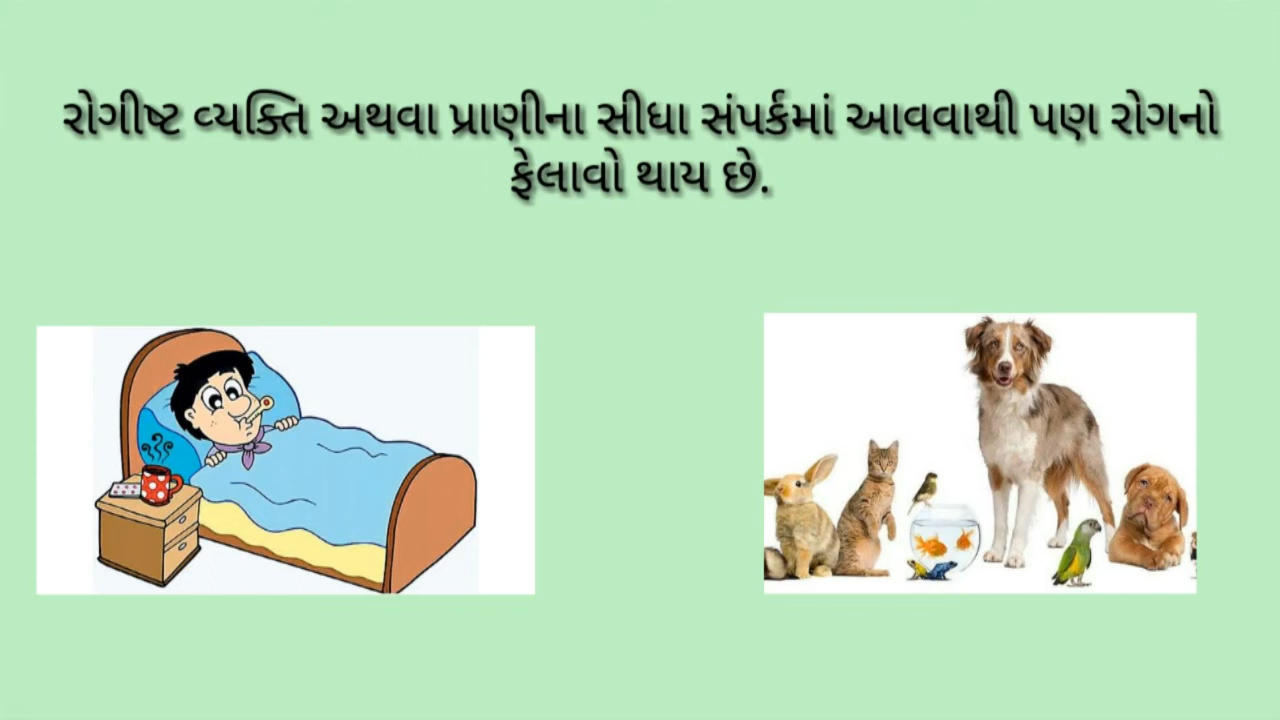 રોગીષ્ટ વ્યક્તિ અથવા પ્રાણીના સીધા સંપર્કમાં આવવાથી પણ રોગનો
ફેલાવો થાય છે.